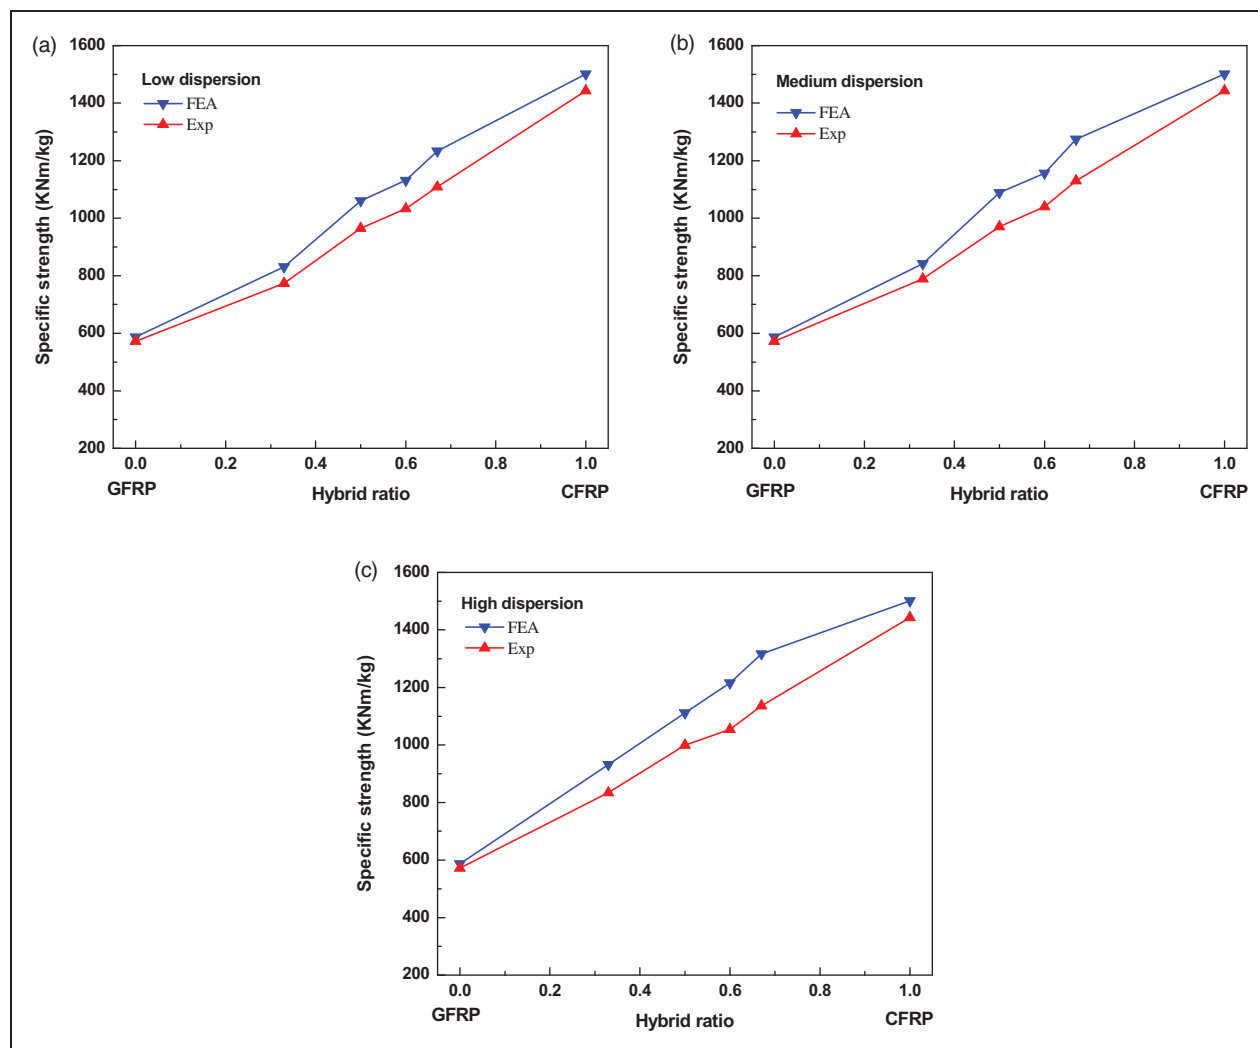 (a)
1600
1400
1200
1000
800
600
400
200
Specific strength (KNm/kg)
Low dispersion
FEA
Exp
0.0 0.2 0.4 0.6 0.8 1.0
GFRP Hybrid ratio CFRP
(b)
1600
1400
1200
1000
800
600
400
200
Specific strength (KNm/kg)
Medium dispersion
FEA
Exp
0.0 0.2 0.4 0.6 0.8 1.0
GFRP Hybrid ratio CFRP
(c)
1600
1400
1200
1000
800
600
400
200
Specific strength (KNm/kg)
High dispersion
FEA
Exp
0.0 0.2 0.4 0.6 0.8 1.0
GFRP Hybrid ratio CFRP